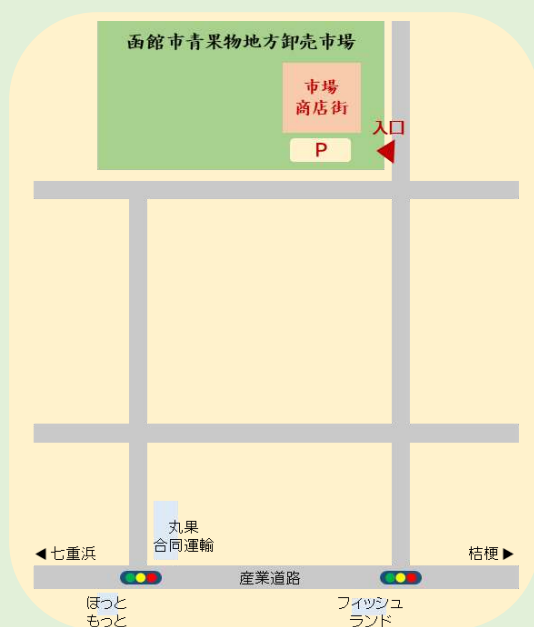 函館市青果物地方卸売市場
市場
商店街
入口
P
丸果
合同運輸
◀七重浜
桔梗▶
産業道路
ほっと
もっと
フィッシュ
ランド